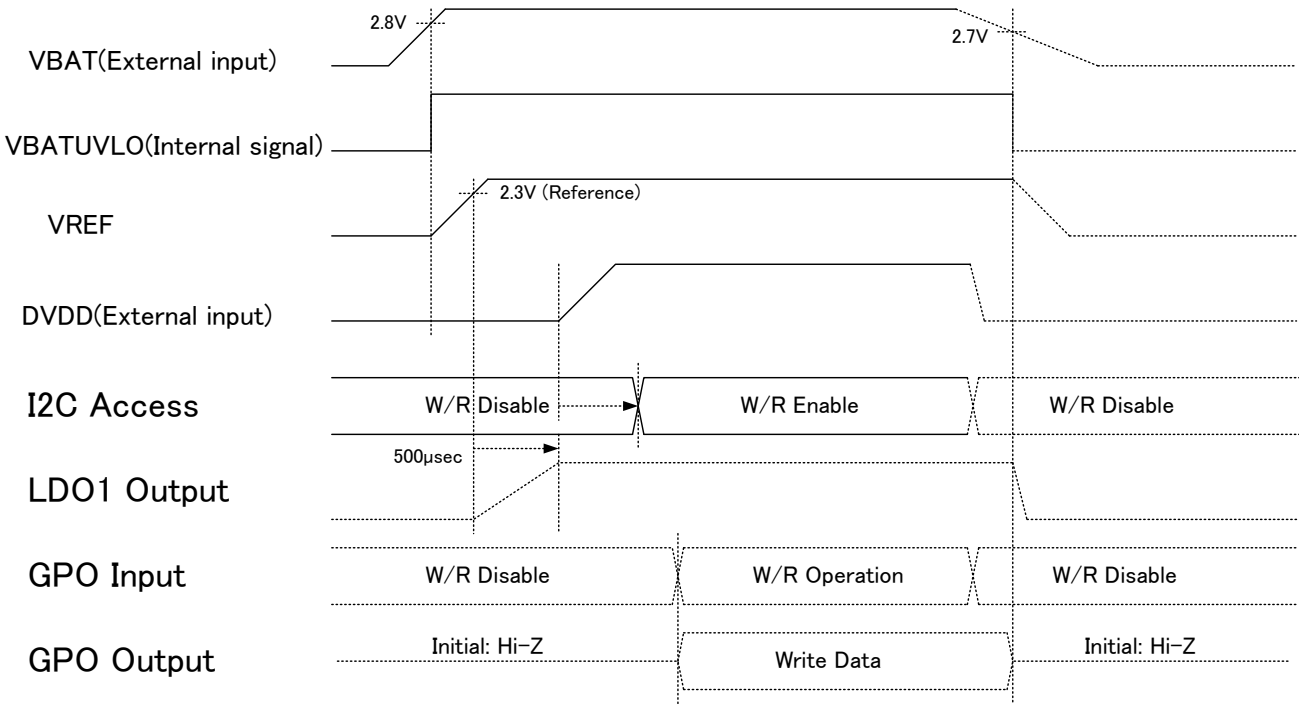 2.8V
2.7V
VBAT(External input)
VBATUVLO(Internal signal)
2.3V (Reference)
VREF
DVDD(External input)
I2C Access
W/R Disable
W/R Enable
W/R Disable
500μsec
LDO1 Output
GPO Input
W/R Disable
W/R Operation
W/R Disable
GPO Output
Initial: Hi-Z
Write Data
Initial: Hi-Z